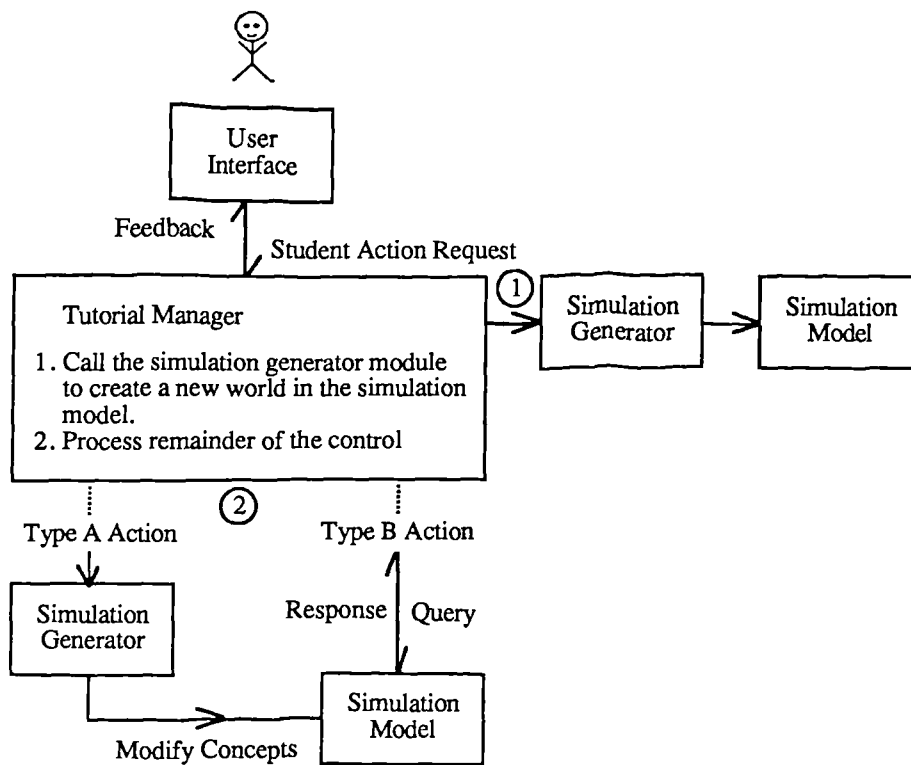 User
Interface
Feedback
Student Action Request
1
Tutorial Manager
1. Call the simulation generator module
to create a new world in the simulation
model.
2. Process remainder of the control
Simulation
Generator
Simulation
Model
2
Type A Action
Type B Action
Simulation
Generator
Response
Query
Simulation
Model
Modify Concepts